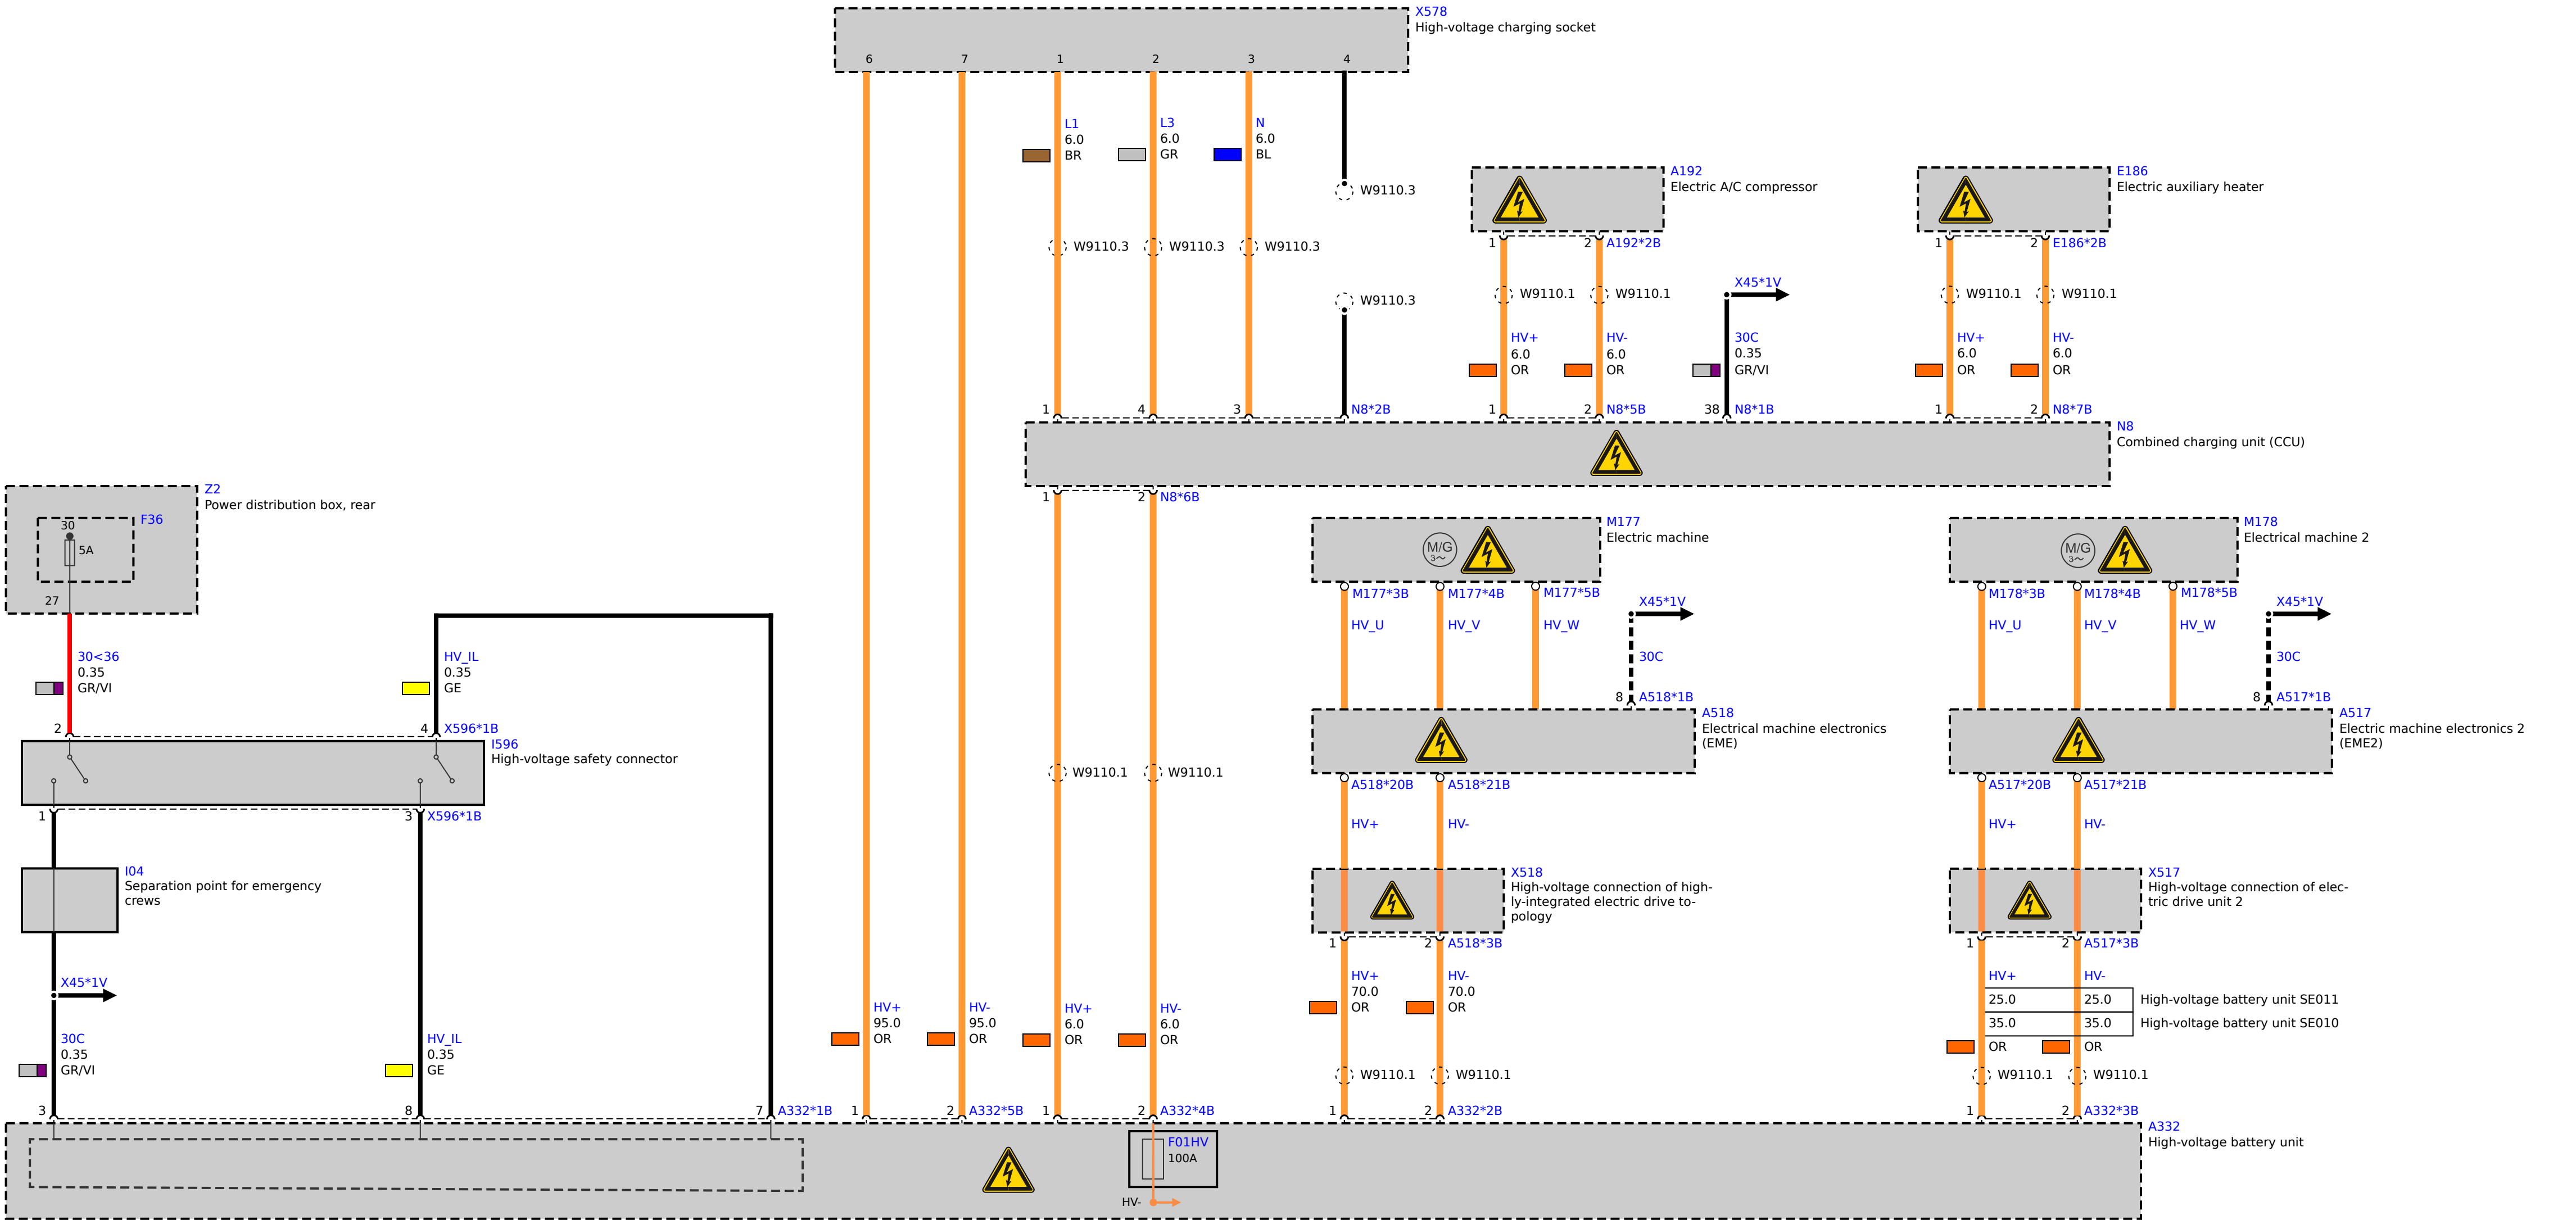 X578
High-voltage charging socket
6 7 1 2 3 4
L1
6.0
BR
L3
6.0
GR
N
6.0
BL
W9110.3
W9110.3 W9110.3 W9110.3
W9110.3
A192
Electric A/C compressor
1 2 A192*2B
W9110.1 W9110.1
HV+
6.0
OR
HV-
6.0
OR
X45*1V
30C
0.35
GR/VI
E186
Electric auxiliary heater
1 2 E186*2B
W9110.1 W9110.1
HV+
6.0
OR
HV-
6.0
OR
1 4 3 N8*2B 1 2 N8*5B 38 N8*1B 1 2 N8*7B
N8
Combined charging unit (CCU)
1 2 N8*6B
Z2
Power distribution box, rear
F36
30
5A
27
30<36
0.35
GR/VI
HV_IL
0.35
GE
2 4 X596*1B
I596
High-voltage safety connector
1 3 X596*1B
I04
Separation point for emergency
crews
X45*1V
30C
0.35
GR/VI
HV_IL
0.35
GE
W9110.1 W9110.1
HV+
95.0
OR
HV-
95.0
OR
HV+
6.0
OR
HV-
6.0
OR
M177
Electric machine
M/G
3~
M177*3B M177*4B M177*5B
HV_U HV_V HV_W
X45*1V
30C
8 A518*1B
A518
Electrical machine electronics
(EME)
A518*20B A518*21B
HV+ HV-
X518
High-voltage connection of high-
ly-integrated electric drive to-
pology
1 2 A518*3B
HV+
70.0
OR
HV-
70.0
OR
W9110.1 W9110.1
M178
Electrical machine 2
M/G
3~
M178*3B M178*4B M178*5B
HV_U HV_V HV_W
X45*1V
30C
8 A517*1B
A517
Electric machine electronics 2
(EME2)
A517*20B A517*21B
HV+ HV-
X517
High-voltage connection of elec-
tric drive unit 2
1 2 A517*3B
HV+ HV-
25.0 25.0 High-voltage battery unit SE011
35.0 35.0 High-voltage battery unit SE010
OR OR
W9110.1 W9110.1
3 8 7 A332*1B 1 2 A332*5B 1 2 A332*4B 1 2 A332*2B 1 2 A332*3B
A332
High-voltage battery unit
F01HV
100A
HV-